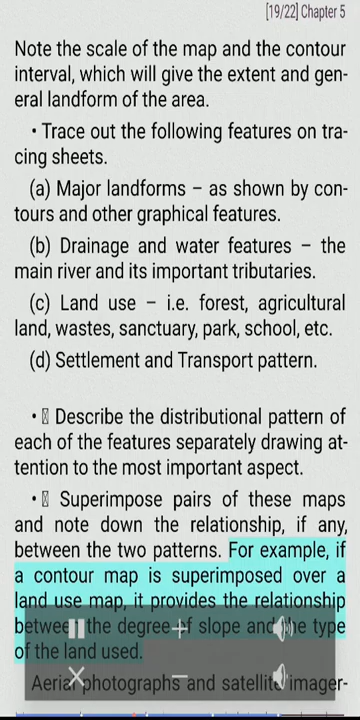 [19/22] Chapter 5
Note the scale of the map and the contour
interval, which will give the extent and gen-
eral landform of the area.
• Trace out the following features on tra-
cing sheets.
(a) Major landforms – as shown by con-
tours and other graphical features.
(b) Drainage and water features – the
main river and its important tributaries.
(c) Land use – i.e. forest, agricultural
land, wastes, sanctuary, park, school, etc.
(d) Settlement and Transport pattern.
• Describe the distributional pattern of
each of the features separately drawing at-
tention to the most important aspect.
• Superimpose pairs of these maps
and note down the relationship, if any,
between the two patterns. For example, if
a contour map is superimposed over a
land use map, it provides the relationship
between the degree of slope and the type
of the land used.
Aerial photographs and satellite imager-